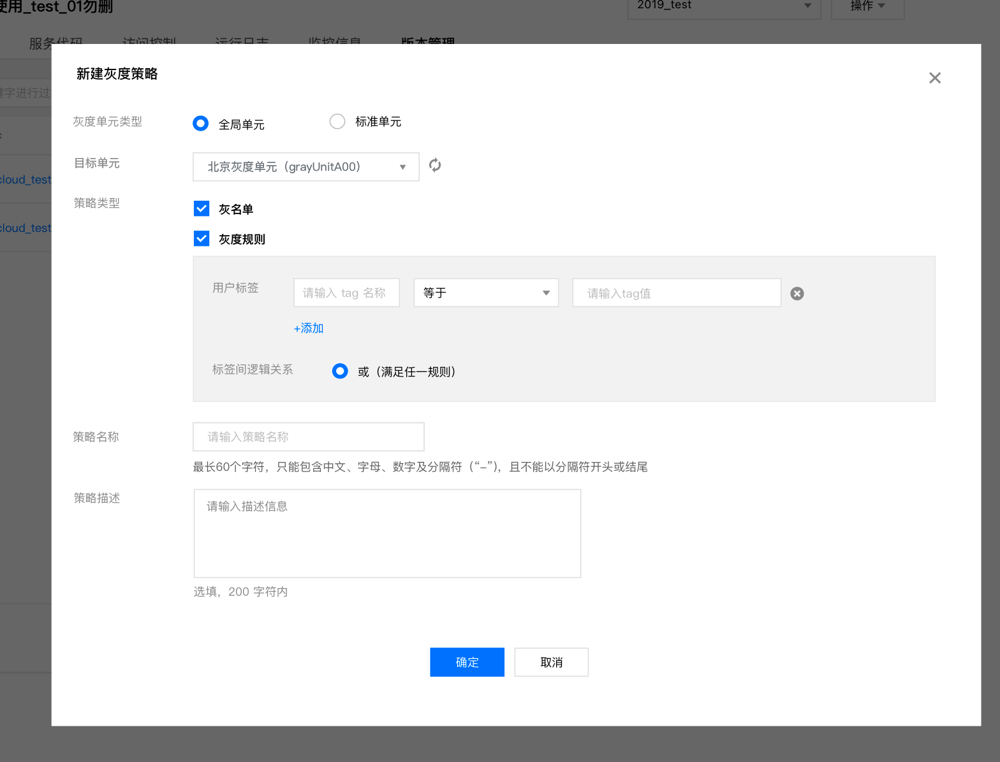 使用_test_01勿删
2019_test
操作
服务代码 访问控制 运行日志 监控信息 版本管理
新建灰度策略
键字进行过
灰度单元类型
全局单元
标准单元
目标单元
北京灰度单元（grayUnitA00）
cloud_test
策略类型
灰名单
cloud_test
灰度规则
用户标签
请输入 tag 名称
等于
请输入tag值
+添加
标签间逻辑关系
或（满足任一规则）
策略名称
请输入策略名称
最长60个字符，只能包含中文、字母、数字及分隔符（“-”），且不能以分隔符开头或结尾
策略描述
请输入描述信息
选填，200 字符内
确定
取消